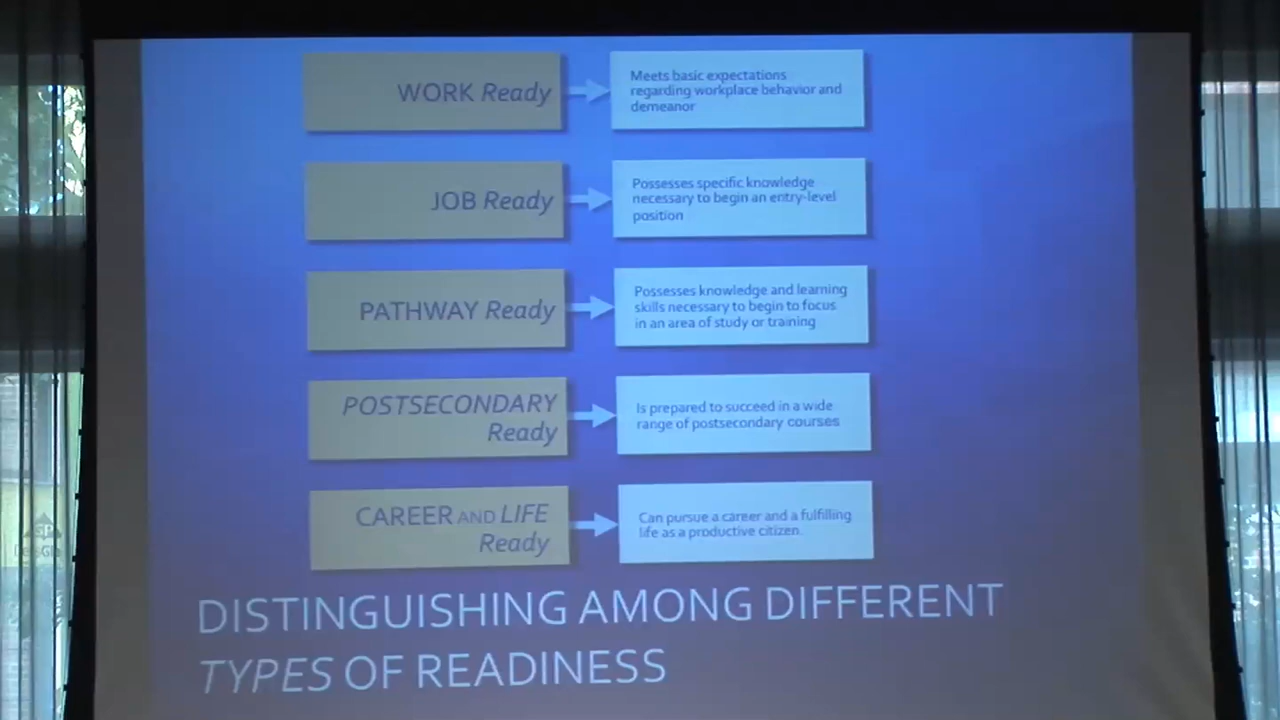 WORK Ready
Meets basic expectations
regarding workplace behavior and
demeanor
JOB Ready
Possesses specific knowledge
necessary to begin an entry-level
position
PATHWAY Ready
Possesses knowledge and learning
skills necessary to begin to focus
in an area of study or training
POSTSECONDARY
Ready
Is prepared to succeed in a wide
range of postsecondary courses
CAREER AND LIFE
Ready
Can pursue a career and a fulfilling
life as a productive citizen.
DISTINGUISHING AMONG DIFFERENT
TYPES OF READINESS